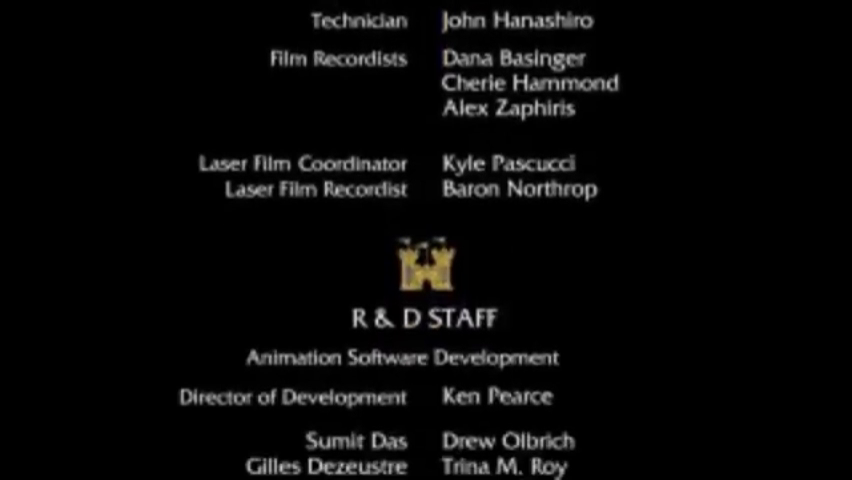 Technician John Hanashiro
Film Recordists Dana Basinger
Cherie Hammond
Alex Zaphiris
Laser Film Coordinator Kyle Pascucci
Laser Film Recordist Baron Northrop
R & D STAFF
Animation Software Development
Director of Development Ken Pearce
Sumit Das Drew Olbrich
Gilles Dezeustre Trina M. Roy